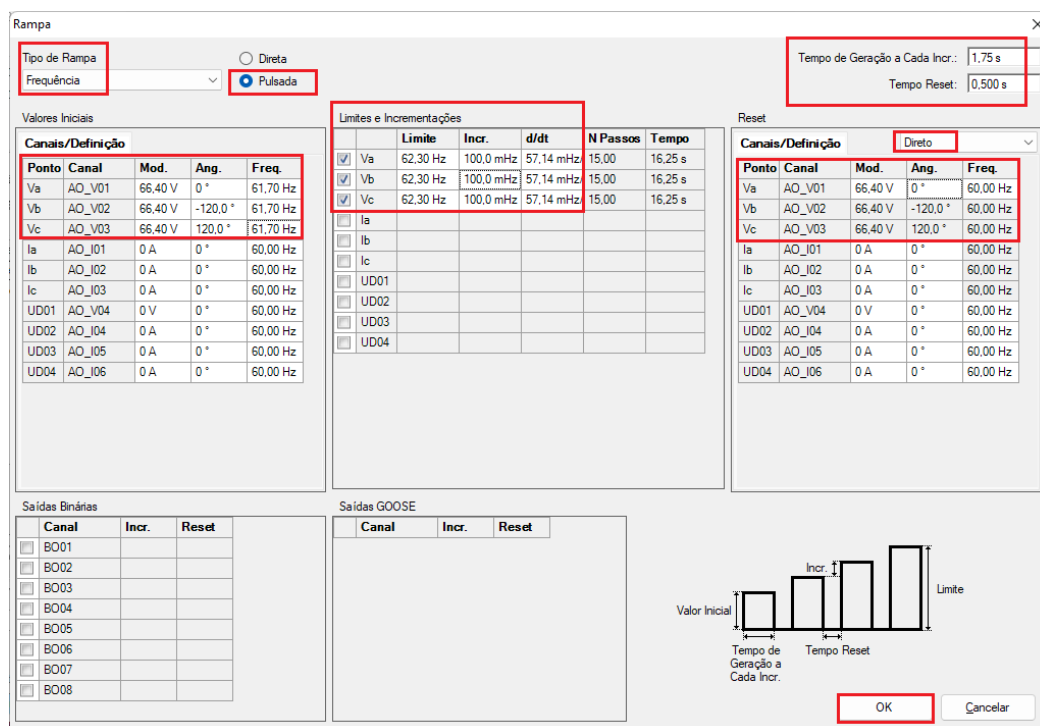 Rampa
Tipo de Rampa
Frequência
Direta
Pulsada
Tempo de Geração a Cada Incr.: 1,75 s
Tempo Reset: 0,500 s
Valores Iniciais
Canais/Definição
Ponto Canal Mod. Ang. Freq.
Va AO_V01 66,40 V 0 ° 61,70 Hz
Vb AO_V02 66,40 V -120,0 ° 61,70 Hz
Vc AO_V03 66,40 V 120,0 ° 61,70 Hz
Ia AO_I01 0 A 0 ° 60,00 Hz
Ib AO_I02 0 A 0 ° 60,00 Hz
Ic AO_I03 0 A 0 ° 60,00 Hz
UD01 AO_V04 0 V 0 ° 60,00 Hz
UD02 AO_I04 0 A 0 ° 60,00 Hz
UD03 AO_I05 0 A 0 ° 60,00 Hz
UD04 AO_I06 0 A 0 ° 60,00 Hz
Limites e Incrementações
Limite Incr. d/dt N Passos Tempo
Va 62,30 Hz 100,0 mHz 57,14 mHz/ 15,00 16,25 s
Vb 62,30 Hz 100,0 mHz 57,14 mHz/ 15,00 16,25 s
Vc 62,30 Hz 100,0 mHz 57,14 mHz/ 15,00 16,25 s
Ia
Ib
Ic
UD01
UD02
UD03
UD04
Reset
Canais/Definição Direto
Ponto Canal Mod. Ang. Freq.
Va AO_V01 66,40 V 0 ° 60,00 Hz
Vb AO_V02 66,40 V -120,0 ° 60,00 Hz
Vc AO_V03 66,40 V 120,0 ° 60,00 Hz
Ia AO_I01 0 A 0 ° 60,00 Hz
Ib AO_I02 0 A 0 ° 60,00 Hz
Ic AO_I03 0 A 0 ° 60,00 Hz
UD01 AO_V04 0 V 0 ° 60,00 Hz
UD02 AO_I04 0 A 0 ° 60,00 Hz
UD03 AO_I05 0 A 0 ° 60,00 Hz
UD04 AO_I06 0 A 0 ° 60,00 Hz
Saídas Binárias
Canal Incr. Reset
BO01
BO02
BO03
BO04
BO05
BO06
BO07
BO08
Saídas GOOSE
Canal Incr. Reset
Incr.
Limite
Valor Inicial
Tempo de
Geração a
Cada Incr.
Tempo Reset
OK
Cancelar